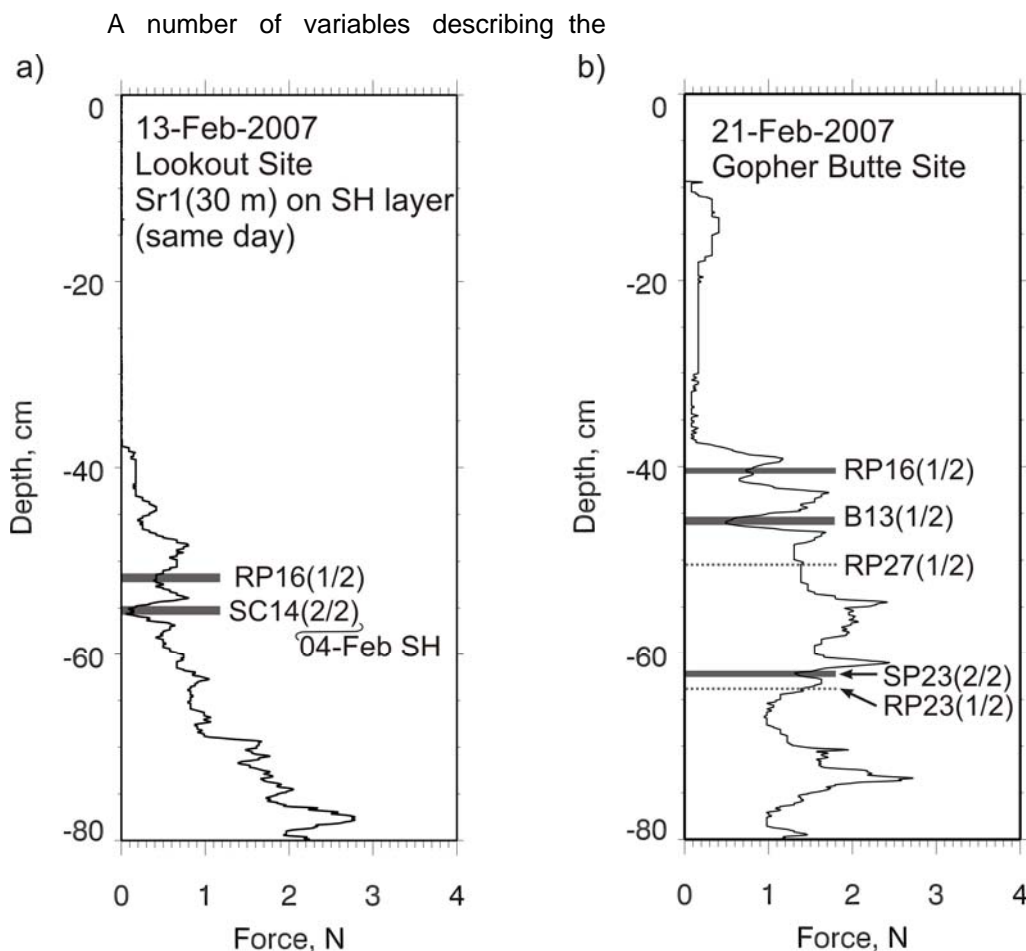 A number of variables describing the
a)
0
13-Feb-2007
Lookout Site
Sr1(30 m) on SH layer
(same day)
-20
-40
RP16(1/2)
SC14(2/2)
04-Feb SH
-60
-80
Depth, cm
0 1 2 3 4
Force, N
b)
0
21-Feb-2007
Gopher Butte Site
-20
-40
RP16(1/2)
B13(1/2)
RP27(1/2)
-60
SP23(2/2)
RP23(1/2)
-80
Depth, cm
0 1 2 3 4
Force, N